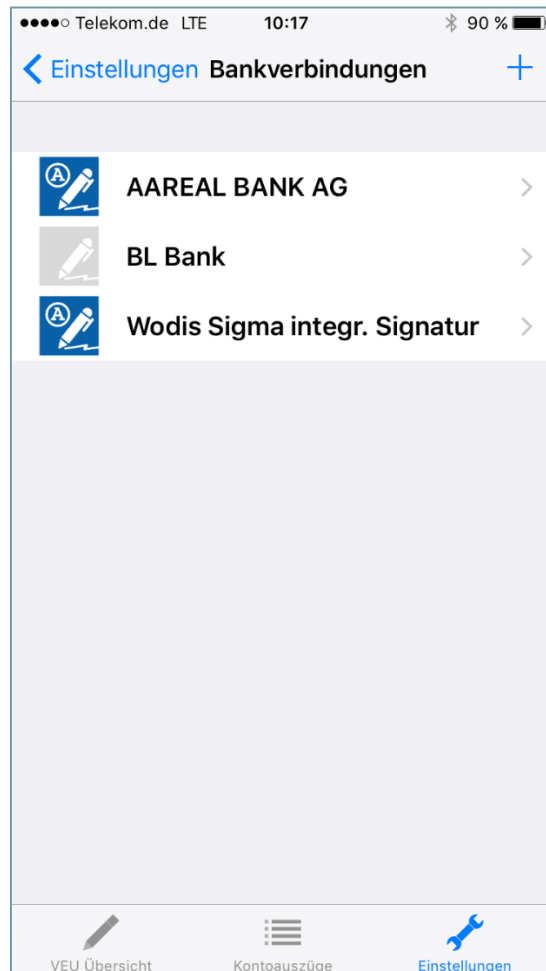 Telekom.de LTE 10:17 90 %
Einstellungen Bankverbindungen +
A AAREAL BANK AG
BL Bank
A Wodis Sigma integr. Signatur
VEU Übersicht Kontoauszüge Einstellungen